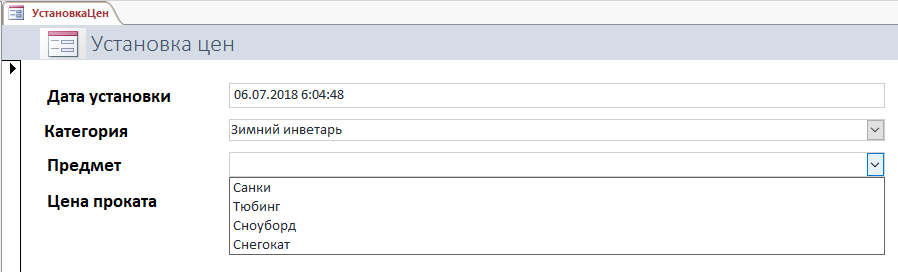 УстановкаЦен
Установка цен
Дата установки 06.07.2018 6:04:48
Категория Зимний инветарь
Предмет
Санки
Цена проката
Тюбинг
Сноуборд
Снегокат